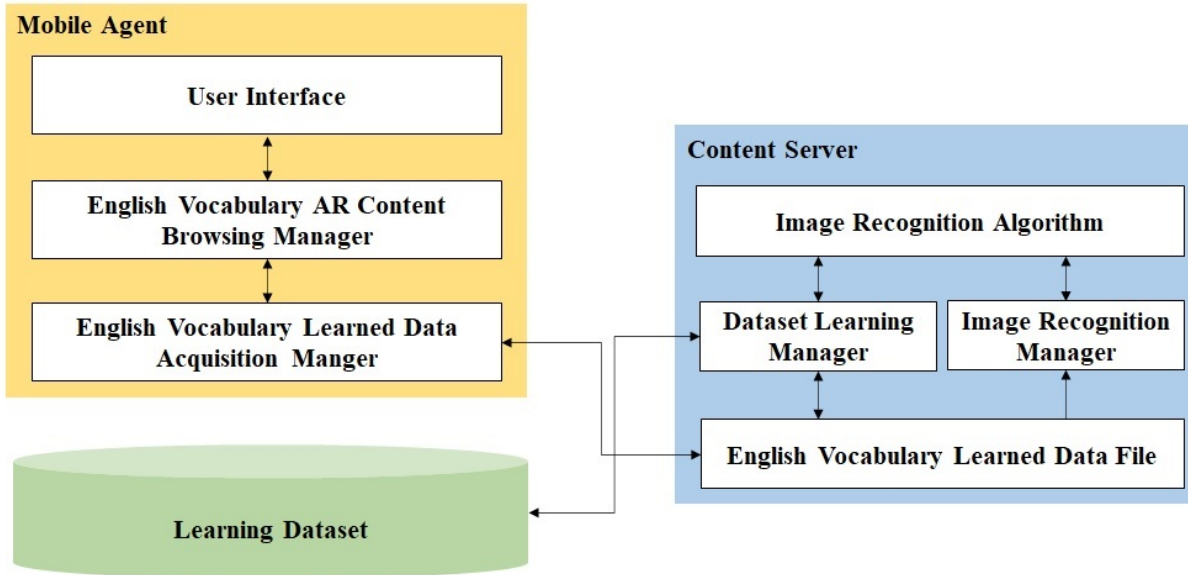 Mobile Agent
User Interface
English Vocabulary AR Content
Browsing Manager
English Vocabulary Learned Data
Acquisition Manger
Learning Dataset
Content Server
Image Recognition Algorithm
Dataset Learning
Manager
Image Recognition
Manager
English Vocabulary Learned Data File